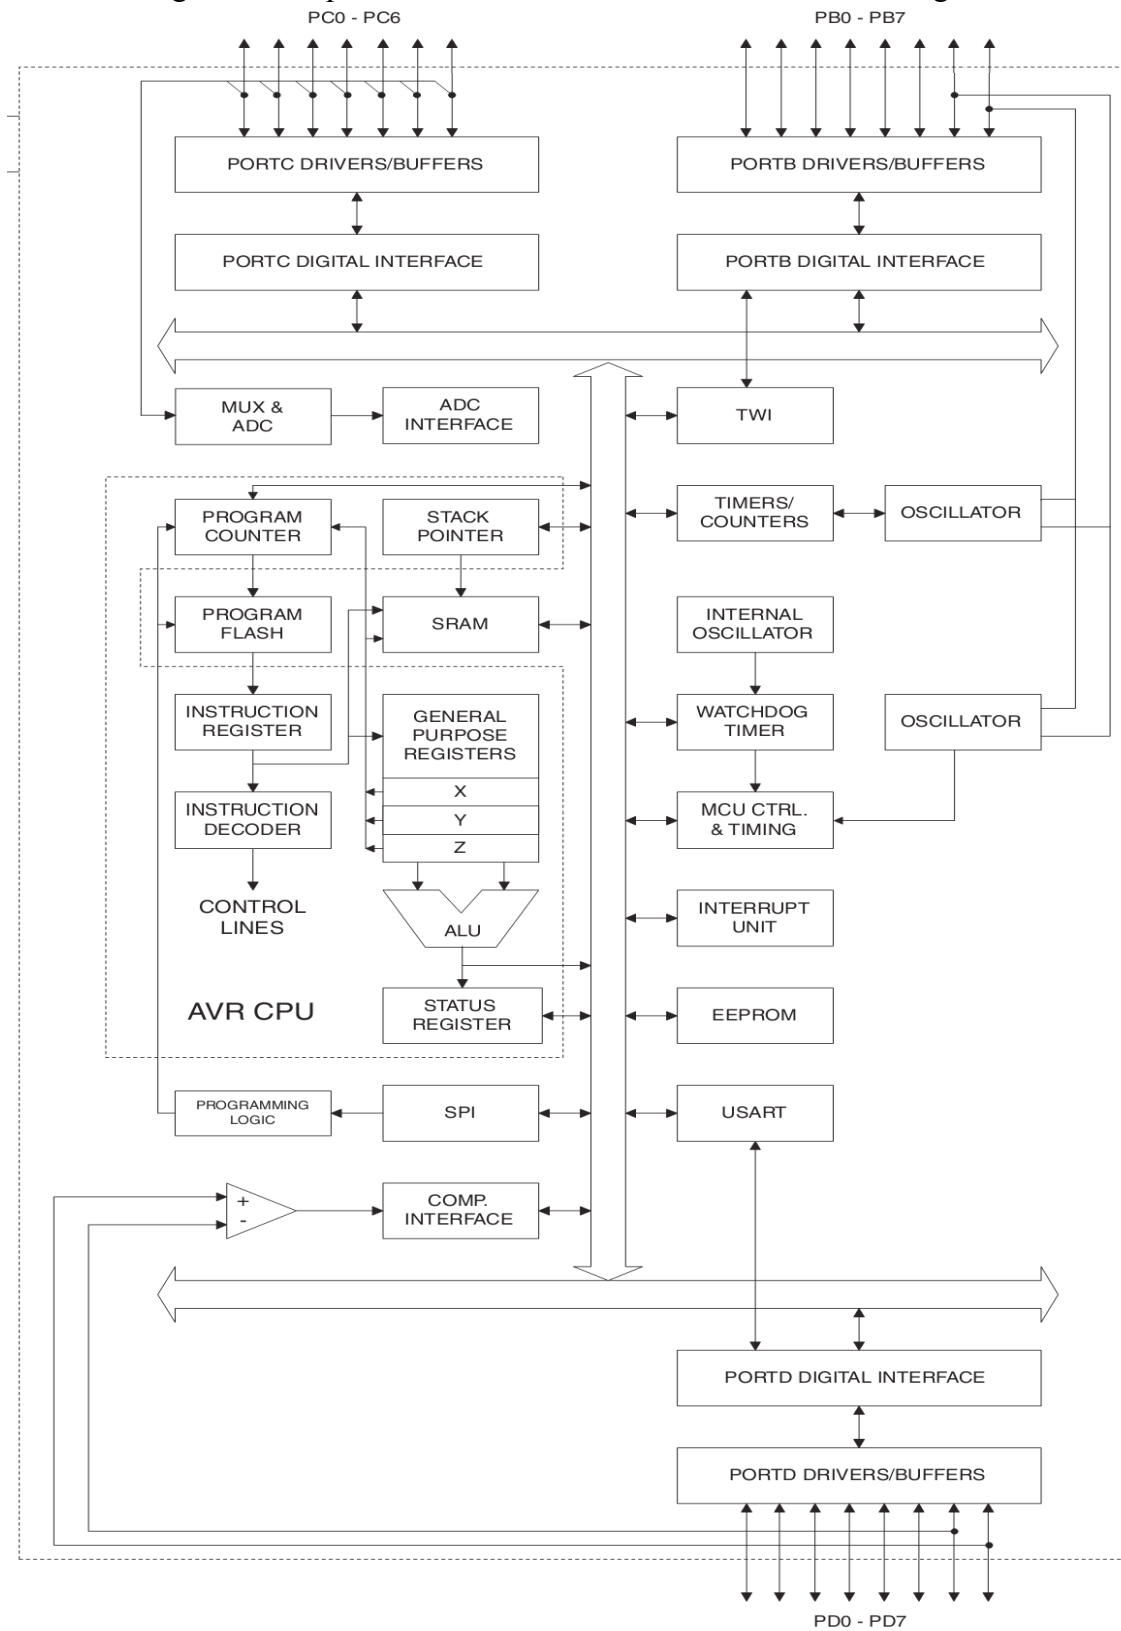 PC0 - PC6
PB0 - PB7
PORTC DRIVERS/BUFFERS
PORTB DRIVERS/BUFFERS
PORTC DIGITAL INTERFACE
PORTB DIGITAL INTERFACE
MUX &
ADC
ADC
INTERFACE
TWI
PROGRAM
COUNTER
STACK
POINTER
TIMERS/
COUNTERS
OSCILLATOR
PROGRAM
FLASH
SRAM
INTERNAL
OSCILLATOR
INSTRUCTION
REGISTER
GENERAL
PURPOSE
REGISTERS
WATCHDOG
TIMER
OSCILLATOR
X
Y
Z
INSTRUCTION
DECODER
MCU CTRL.
& TIMING
CONTROL
LINES
ALU
INTERRUPT
UNIT
AVR CPU
STATUS
REGISTER
EEPROM
PROGRAMMING
LOGIC
SPI
USART
+
-
COMP.
INTERFACE
PORTD DIGITAL INTERFACE
PORTD DRIVERS/BUFFERS
PD0 - PD7